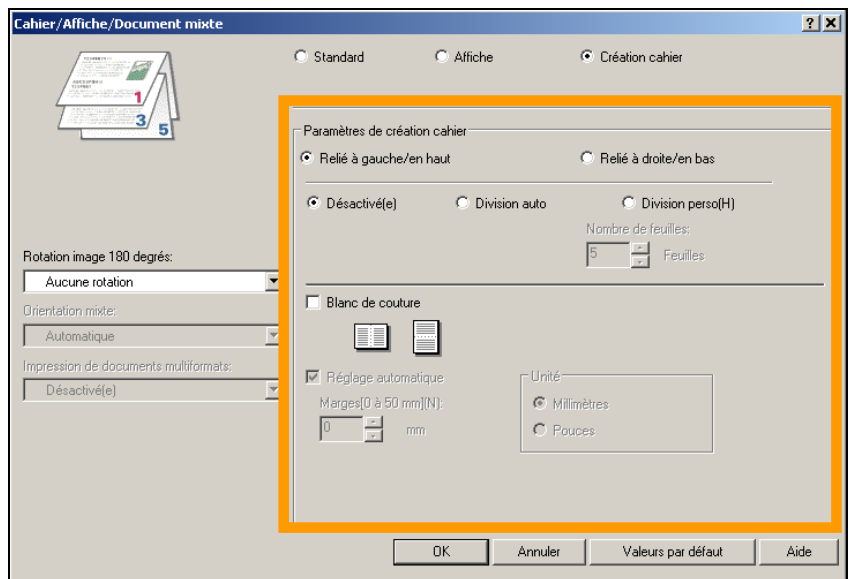 Cahier/Affiche/Document mixte
Standard
Affiche
Création cahier
1
3
5
Paramètres de création cahier
Relié à gauche/en haut
Relié à droite/en bas
Désactivé(e)
Division auto
Division perso(H)
Nombre de feuilles:
5
Feuilles
Rotation image 180 degrés:
Aucune rotation
Orientation mixte:
Automatique
Impression de documents multiformats:
Désactivé(e)
Blanc de couture
Réglage automatique
Marges[0 à 50 mm](N):
0
mm
Unité
Millimètres
Pouces
OK
Annuler
Valeurs par défaut
Aide